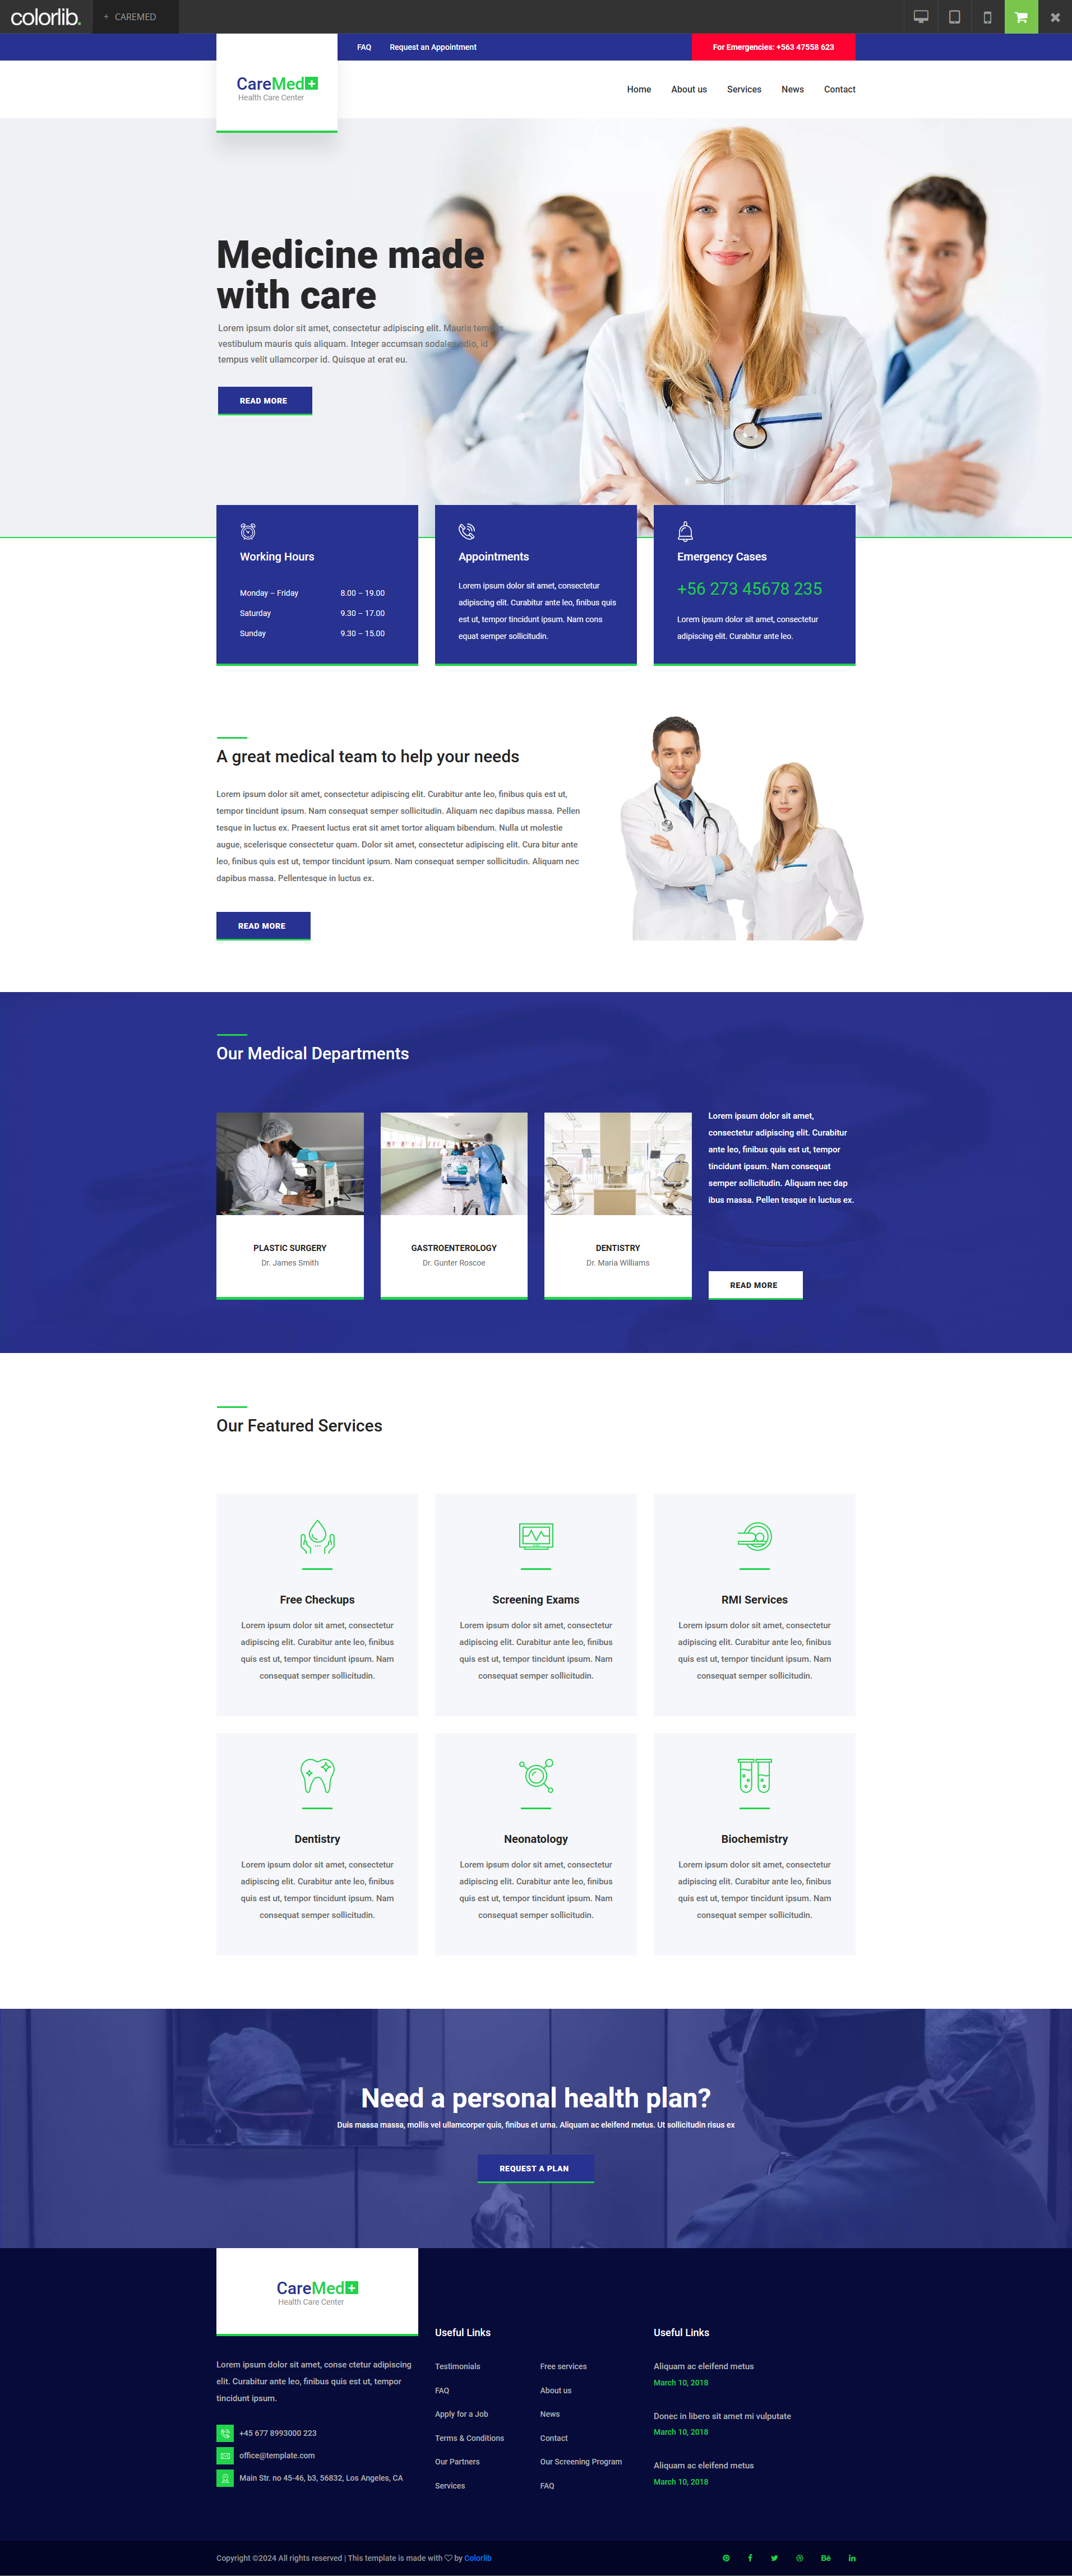 colorlib.
+ CAREMED
FAQ
Request an Appointment
For Emergencies: +563 47558 623
CareMed+
Health Care Center
Home
About us
Services
News
Contact
Medicine made
with care
Lorem ipsum dolor sit amet, consectetur adipiscing elit. Mauris tempus
vestibulum mauris quis aliquam. Integer accumsan sodales odio, id
tempus velit ullamcorper id. Quisque at erat eu.
READ MORE
Working Hours
Monday – Friday 8.00 – 19.00
Saturday 9.30 – 17.00
Sunday 9.30 – 15.00
Appointments
Lorem ipsum dolor sit amet, consectetur
adipiscing elit. Curabitur ante leo, finibus quis
est ut, tempor tincidunt ipsum. Nam cons
equat semper sollicitudin.
Emergency Cases
+56 273 45678 235
Lorem ipsum dolor sit amet, consectetur
adipiscing elit. Curabitur ante leo.
A great medical team to help your needs
Lorem ipsum dolor sit amet, consectetur adipiscing elit. Curabitur ante leo, finibus quis est ut,
tempor tincidunt ipsum. Nam consequat semper sollicitudin. Aliquam nec dapibus massa. Pellen
tesque in luctus ex. Praesent luctus erat sit amet tortor aliquam bibendum. Nulla ut molestie
augue, scelerisque consectetur quam. Dolor sit amet, consectetur adipiscing elit. Cura bitur ante
leo, finibus quis est ut, tempor tincidunt ipsum. Nam consequat semper sollicitudin. Aliquam nec
dapibus massa. Pellentesque in luctus ex.
READ MORE
Our Medical Departments
PLASTIC SURGERY
Dr. James Smith
GASTROENTEROLOGY
Dr. Gunter Roscoe
DENTISTRY
Dr. Maria Williams
Lorem ipsum dolor sit amet,
consectetur adipiscing elit. Curabitur
ante leo, finibus quis est ut, tempor
tincidunt ipsum. Nam consequat
semper sollicitudin. Aliquam nec dap
ibus massa. Pellen tesque in luctus ex.
READ MORE
Our Featured Services
Free Checkups
Lorem ipsum dolor sit amet, consectetur
adipiscing elit. Curabitur ante leo, finibus
quis est ut, tempor tincidunt ipsum. Nam
consequat semper sollicitudin.
Screening Exams
Lorem ipsum dolor sit amet, consectetur
adipiscing elit. Curabitur ante leo, finibus
quis est ut, tempor tincidunt ipsum. Nam
consequat semper sollicitudin.
RMI Services
Lorem ipsum dolor sit amet, consectetur
adipiscing elit. Curabitur ante leo, finibus
quis est ut, tempor tincidunt ipsum. Nam
consequat semper sollicitudin.
Dentistry
Lorem ipsum dolor sit amet, consectetur
adipiscing elit. Curabitur ante leo, finibus
quis est ut, tempor tincidunt ipsum. Nam
consequat semper sollicitudin.
Neonatology
Lorem ipsum dolor sit amet, consectetur
adipiscing elit. Curabitur ante leo, finibus
quis est ut, tempor tincidunt ipsum. Nam
consequat semper sollicitudin.
Biochemistry
Lorem ipsum dolor sit amet, consectetur
adipiscing elit. Curabitur ante leo, finibus
quis est ut, tempor tincidunt ipsum. Nam
consequat semper sollicitudin.
Need a personal health plan?
Duis massa massa, mollis vel ullamcorper quis, finibus et urna. Aliquam ac eleifend metus. Ut sollicitudin risus ex
REQUEST A PLAN
CareMed+
Health Care Center
Lorem ipsum dolor sit amet, conse ctetur adipiscing
elit. Curabitur ante leo, finibus quis est ut, tempor
tincidunt ipsum.
+45 677 8993000 223
office@template.com
Main Str. no 45-46, b3, 56832, Los Angeles, CA
Useful Links
Testimonials
FAQ
Apply for a Job
Terms & Conditions
Our Partners
Services
Free services
About us
News
Contact
Our Screening Program
FAQ
Useful Links
Aliquam ac eleifend metus
March 10, 2018
Donec in libero sit amet mi vulputate
March 10, 2018
Aliquam ac eleifend metus
March 10, 2018
Copyright ©2024 All rights reserved | This template is made with ♡ by Colorlib